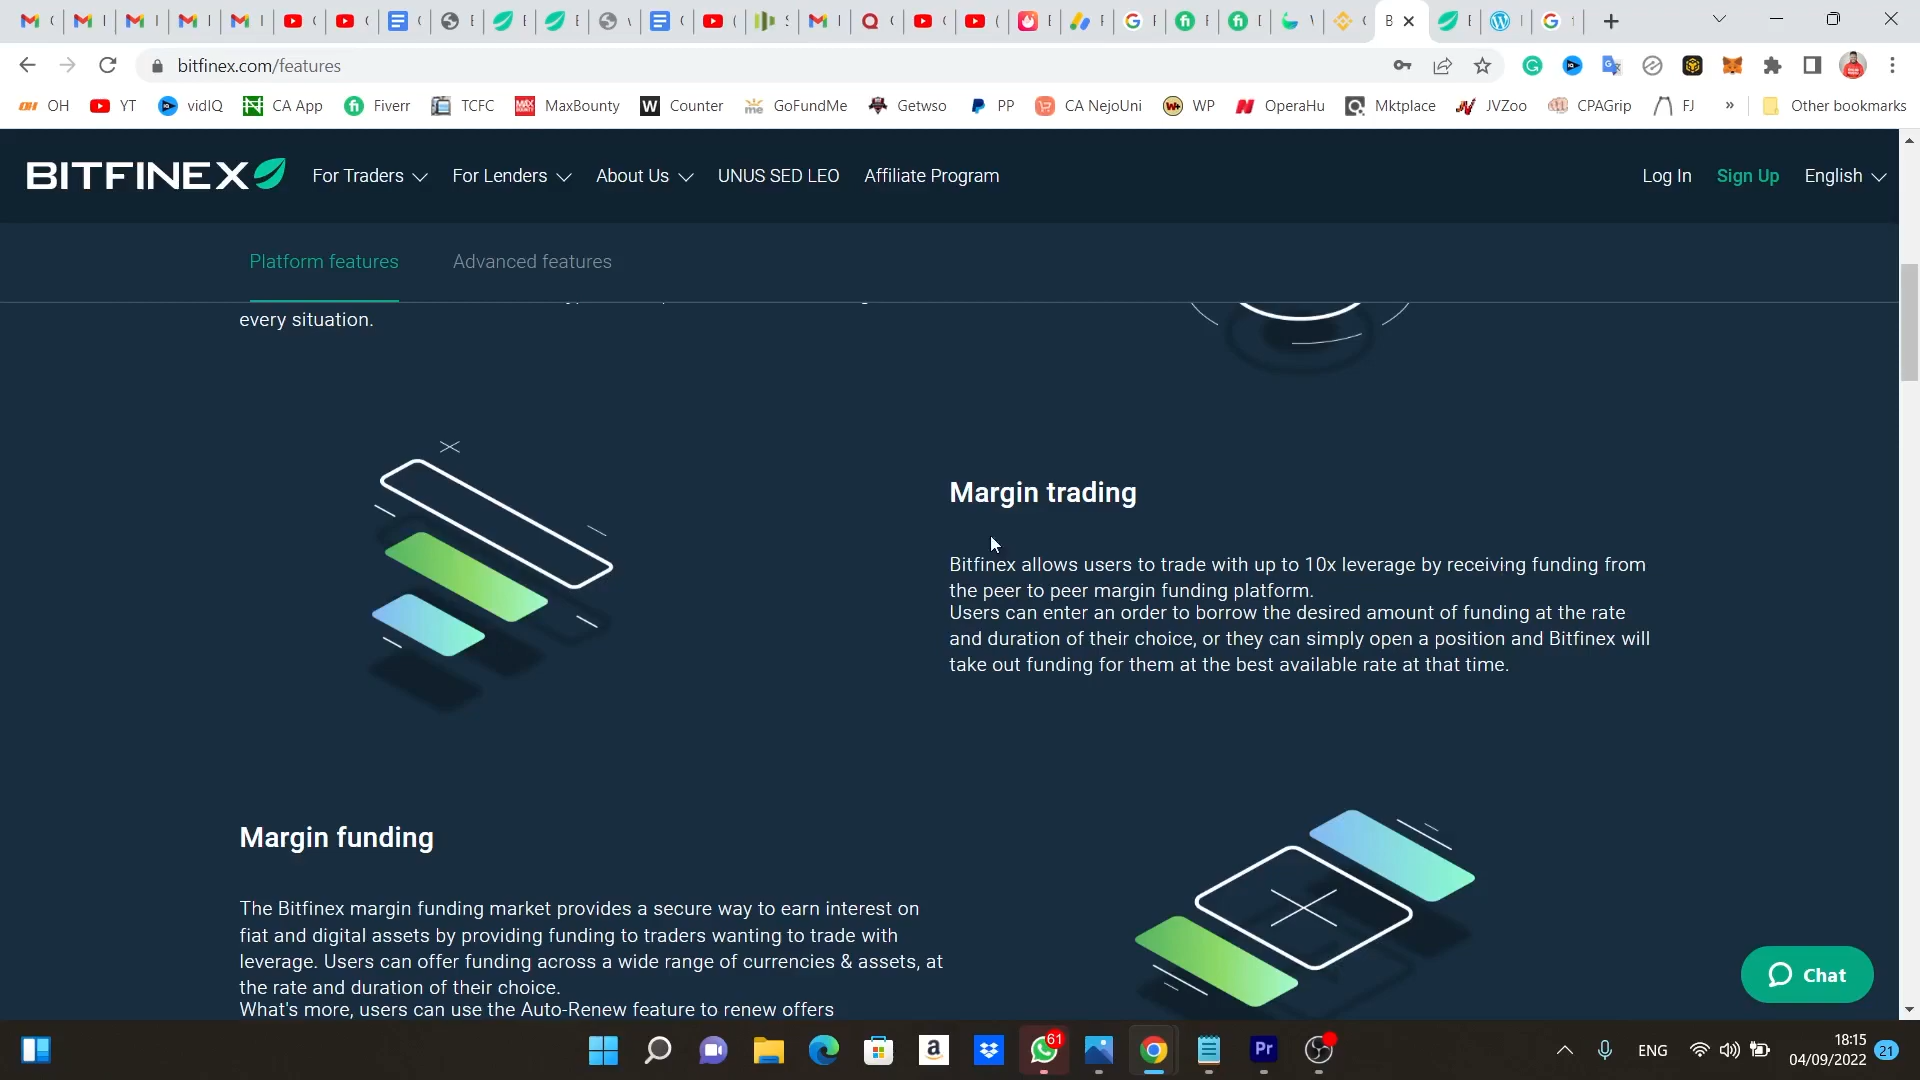 bitfinex.com/features
OH YT vidIQ CA App Fiverr TCFC MaxBounty Counter GoFundMe Getwso PP CA NejoUni WP OperaHu Mktplace JVZoo CPAGrip FJ » Other bookmarks
BITFINEX For Traders For Lenders About Us UNUS SED LEO Affiliate Program Log In Sign Up English
Platform features Advanced features
every situation.
Margin trading
Bitfinex allows users to trade with up to 10x leverage by receiving funding from
the peer to peer margin funding platform.
Users can enter an order to borrow the desired amount of funding at the rate
and duration of their choice, or they can simply open a position and Bitfinex will
take out funding for them at the best available rate at that time.
Margin funding
The Bitfinex margin funding market provides a secure way to earn interest on
fiat and digital assets by providing funding to traders wanting to trade with
leverage. Users can offer funding across a wide range of currencies & assets, at
the rate and duration of their choice.
What's more, users can use the Auto-Renew feature to renew offers
Chat
61
Pr
ENG
18:15
04/09/2022
21